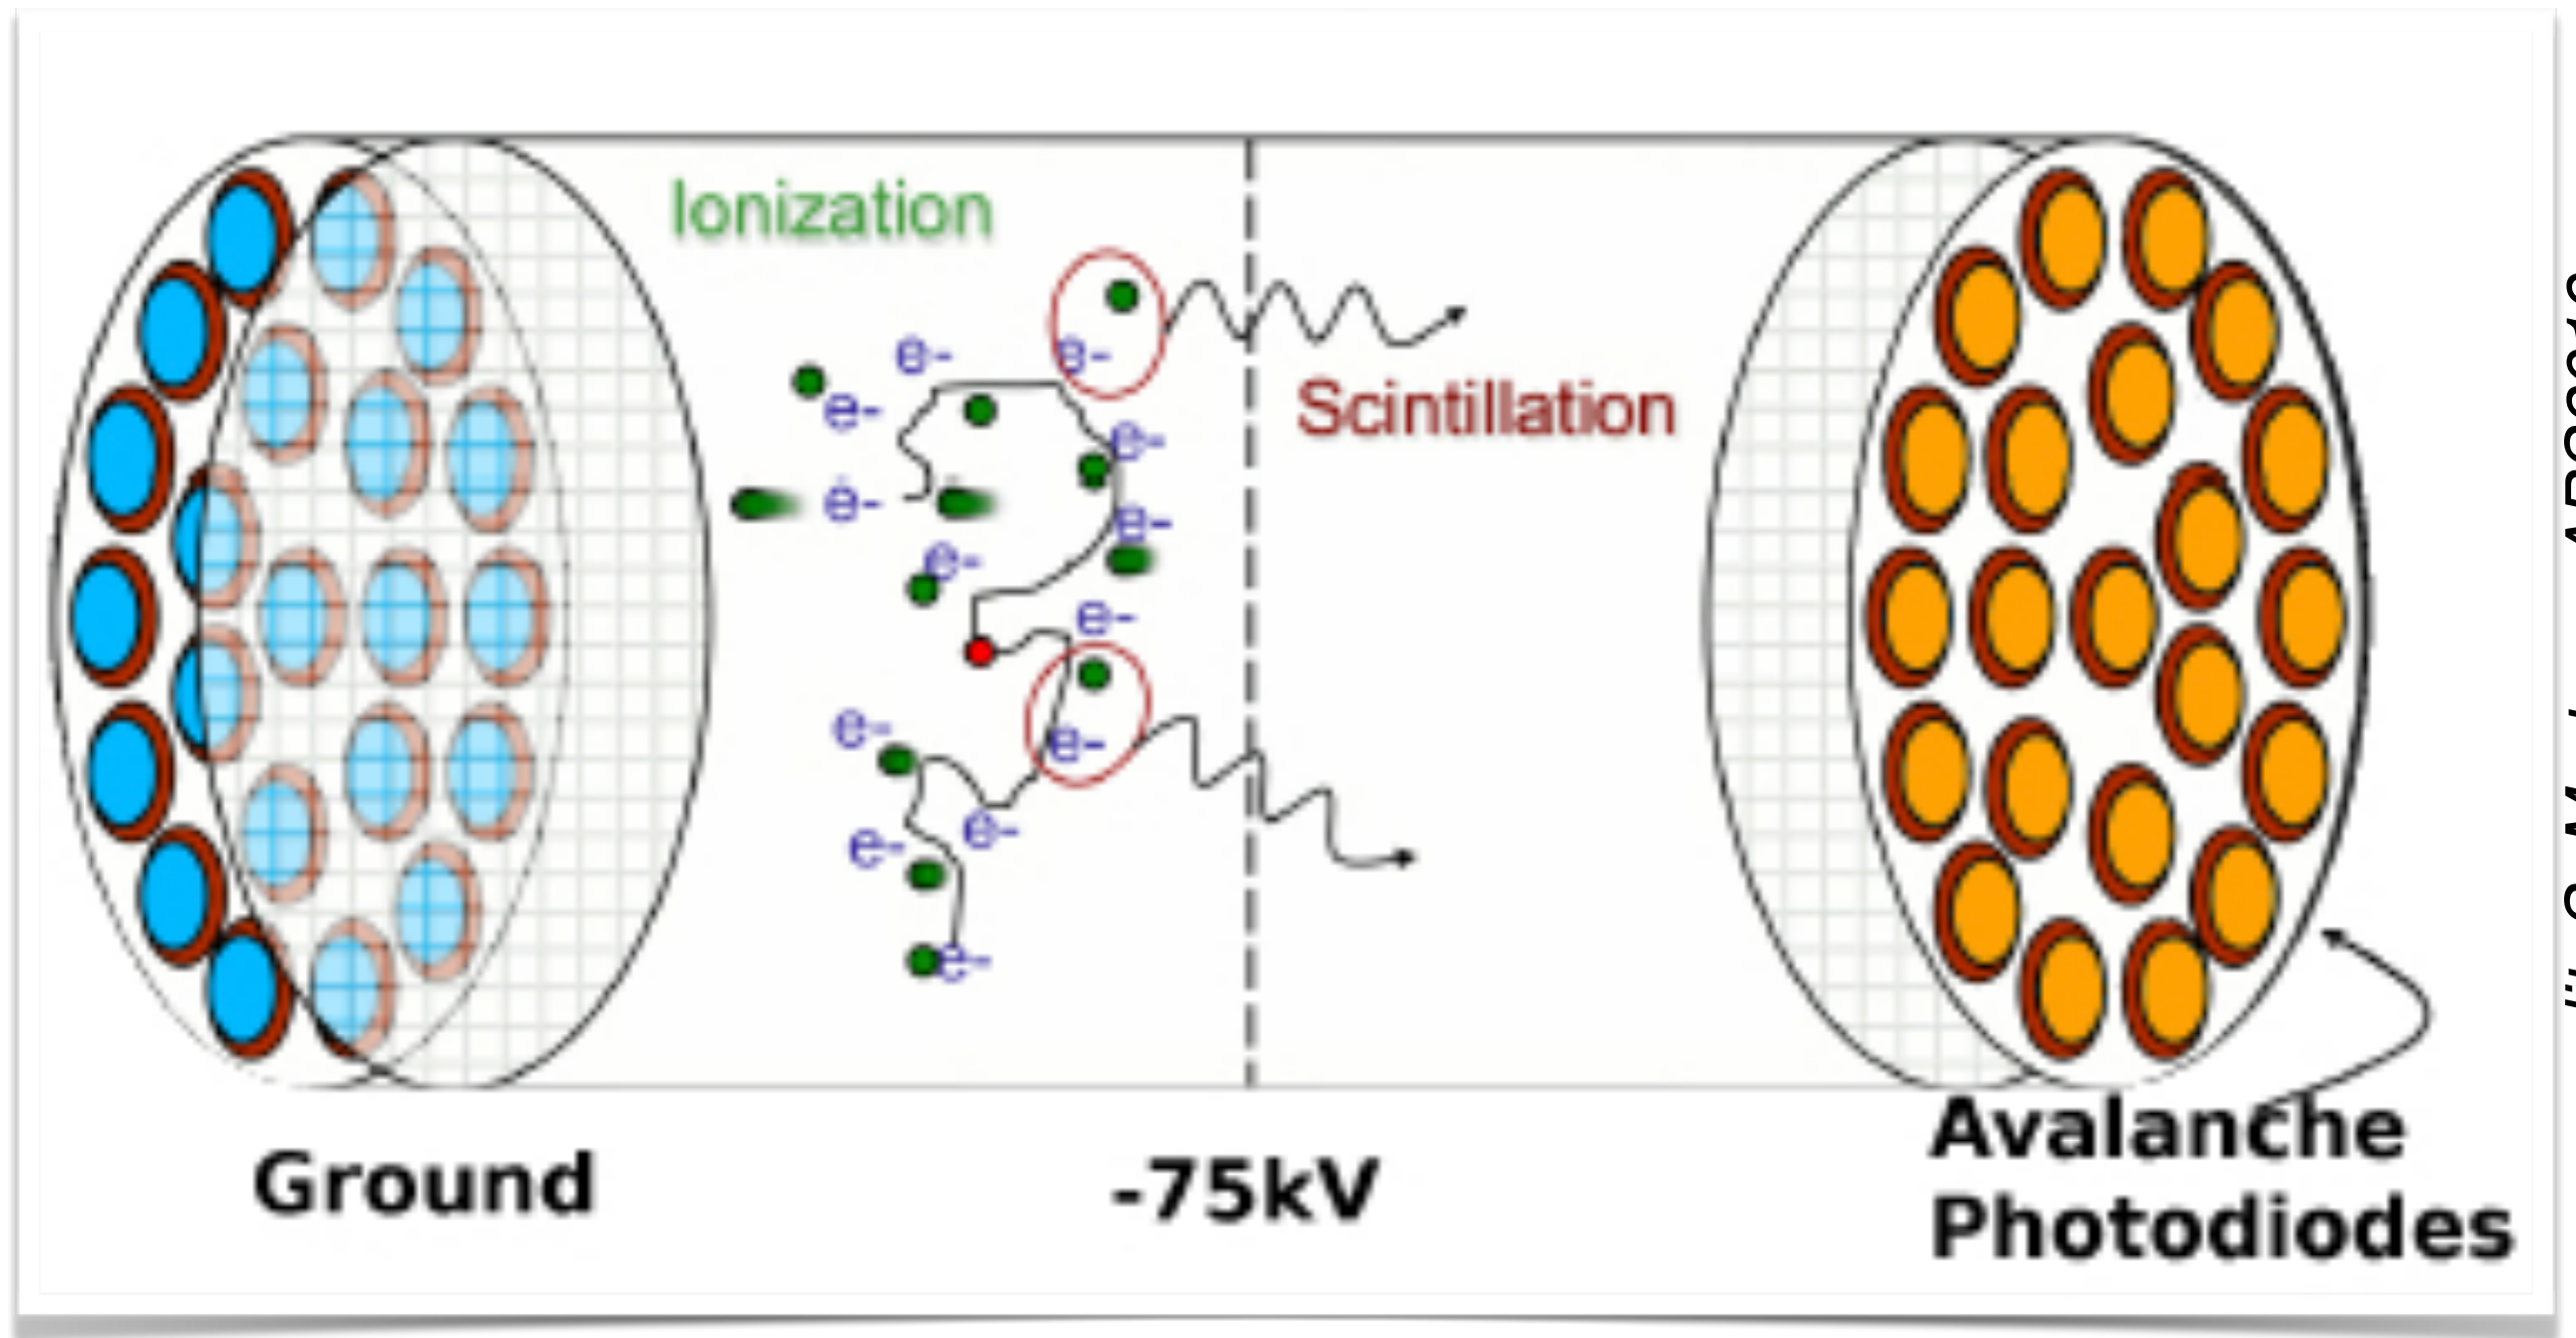 Ionization
Scintillation
e-
e-
e-
e-
e-
e-
e-
e-
e-
e-
e-
e-
e-
Ground
-75kV
Avalanche
Photodiodes